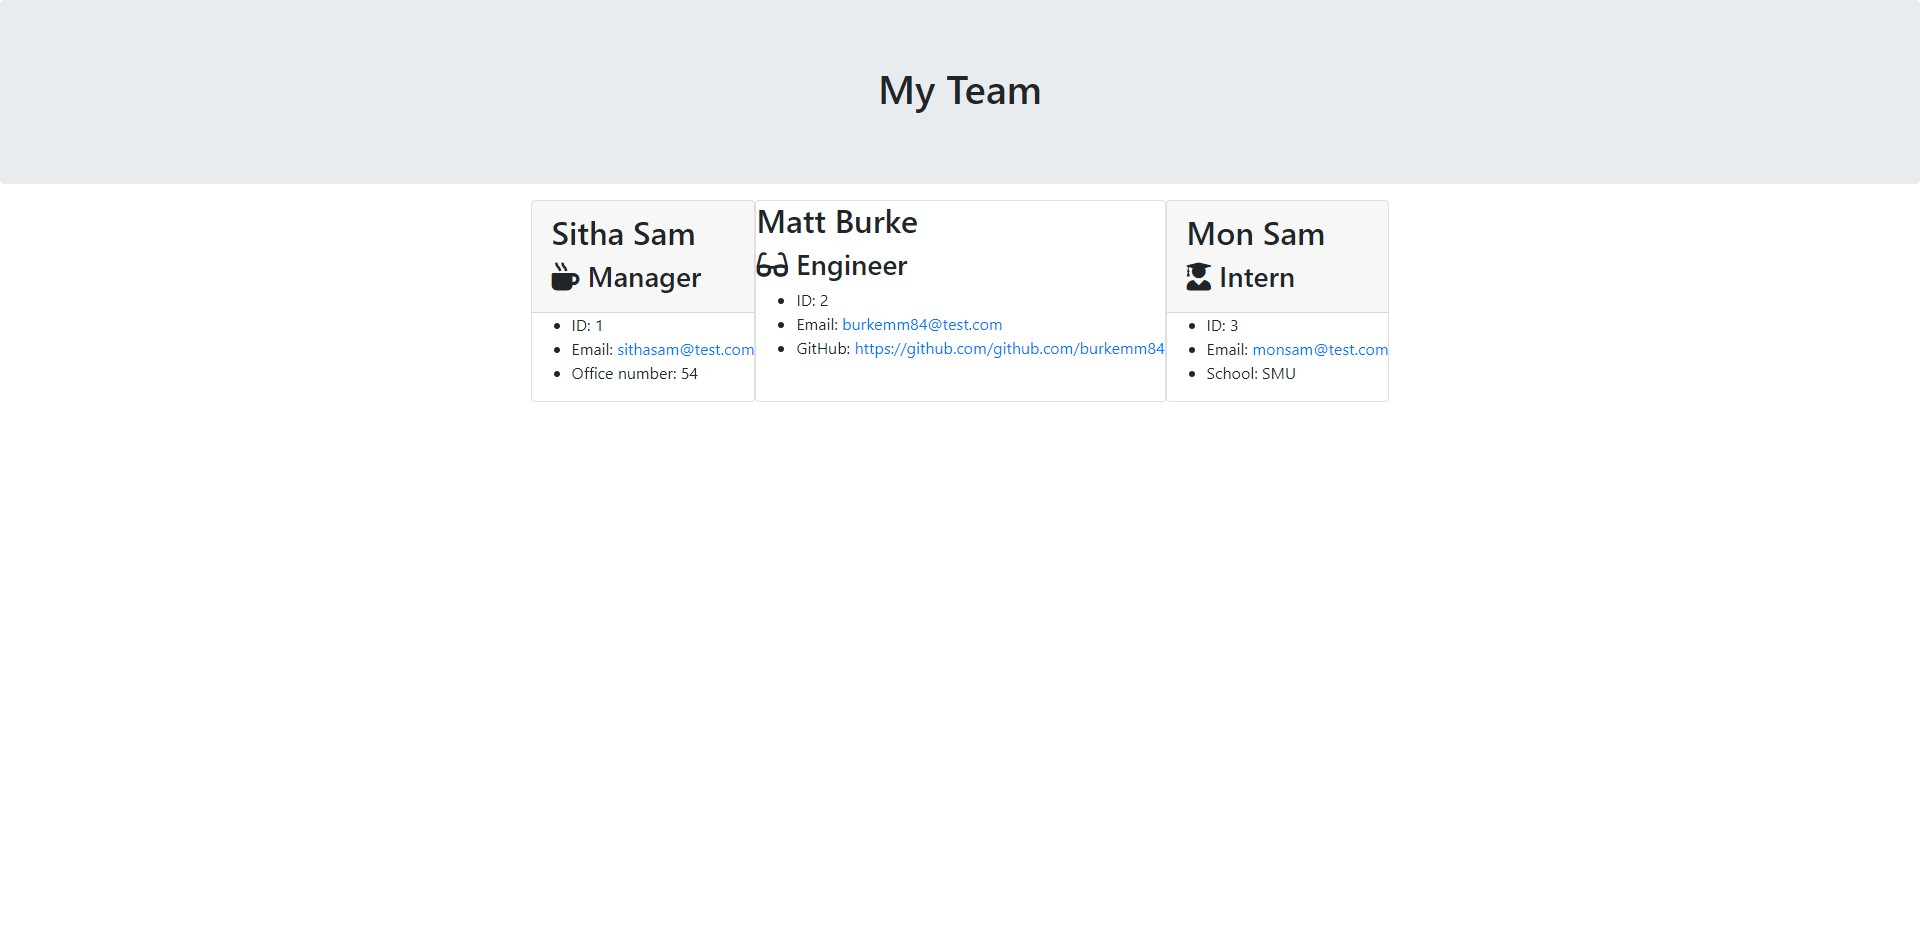 My Team
Sitha Sam
Manager
ID: 1
Email: sithasam@test.com
Office number: 54
Matt Burke
Engineer
ID: 2
Email: burkemm84@test.com
GitHub: https://github.com/github.com/burkemm84
Mon Sam
Intern
ID: 3
Email: monsam@test.com
School: SMU